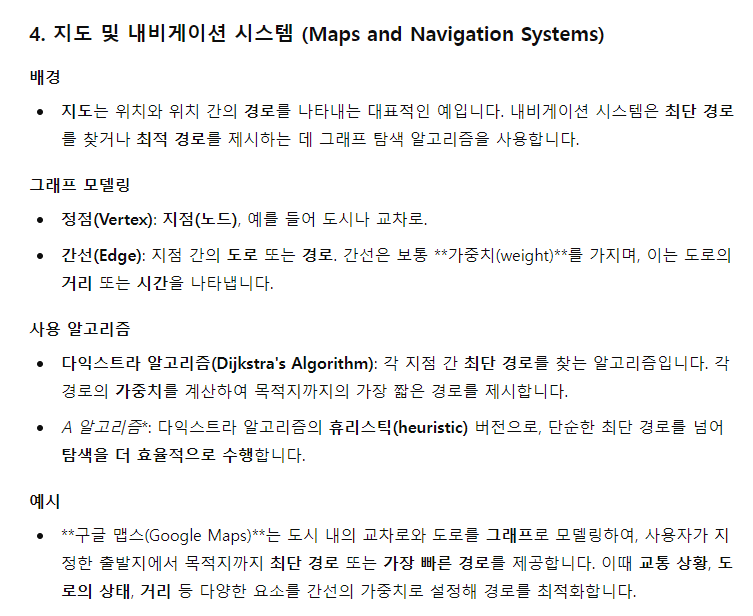 4. 지도 및 내비게이션 시스템 (Maps and Navigation Systems)
배경
• 지도는 위치와 위치 간의 경로를 나타내는 대표적인 예입니다. 내비게이션 시스템은 최단 경로
를 찾거나 최적 경로를 제시하는 데 그래프 탐색 알고리즘을 사용합니다.
그래프 모델링
• 정점(Vertex): 지점(노드), 예를 들어 도시나 교차로.
• 간선(Edge): 지점 간의 도로 또는 경로. 간선은 보통 **가중치(weight)**를 가지며, 이는 도로의
거리 또는 시간을 나타냅니다.
사용 알고리즘
• 다익스트라 알고리즘(Dijkstra's Algorithm): 각 지점 간 최단 경로를 찾는 알고리즘입니다. 각
경로의 가중치를 계산하여 목적지까지의 가장 짧은 경로를 제시합니다.
• A 알고리즘*: 다익스트라 알고리즘의 휴리스틱(heuristic) 버전으로, 단순한 최단 경로를 넘어
탐색을 더 효율적으로 수행합니다.
예시
• **구글 맵스(Google Maps)**는 도시 내의 교차로와 도로를 그래프로 모델링하여, 사용자가 지
정한 출발지에서 목적지까지 최단 경로 또는 가장 빠른 경로를 제공합니다. 이때 교통 상황, 도
로의 상태, 거리 등 다양한 요소를 간선의 가중치로 설정해 경로를 최적화합니다.